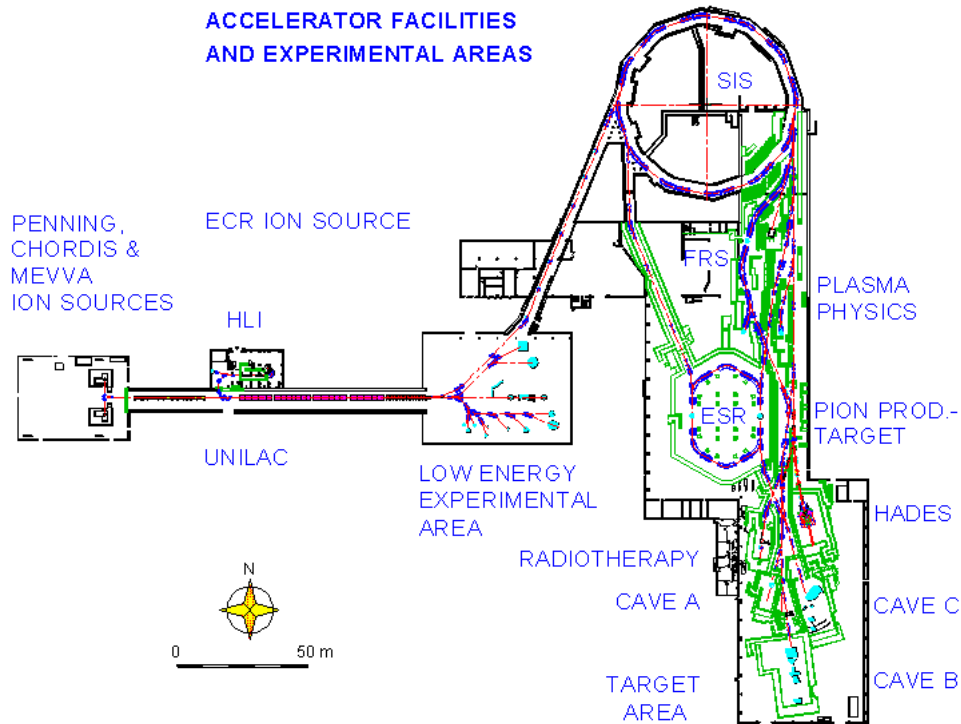 ACCELERATOR FACILITIES
AND EXPERIMENTAL AREAS
SIS
ECR ION SOURCE
PENNING,
CHORDIS &
MEVVA
ION SOURCES
FRS
PLASMA
PHYSICS
HLI
ESR
PION PROD.-
TARGET
UNILAC
LOW ENERGY
EXPERIMENTAL
AREA
HADES
RADIOTHERAPY
CAVE A
CAVE C
N
0 50 m
TARGET
AREA
CAVE B